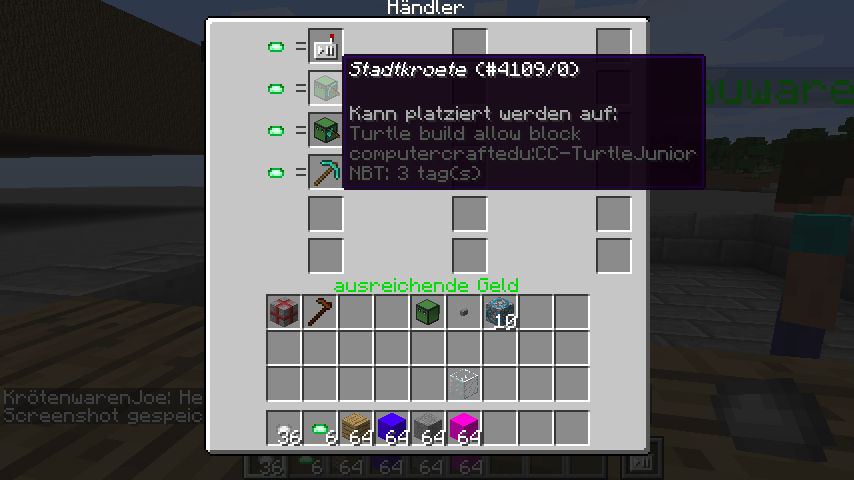 Händler
=
Stadtkroete (#4109/0)
=
Kann platziert werden auf:
Turtle build allow block
=
computercraftedu:CC-TurtleJunior
=
NBT: 3 tag(s)
auware
ausreichende Geld
10
KrötenwarenJoe: He
Screenshot gespeic
36 6 64 64 64 64
36 6 64 64 64 64